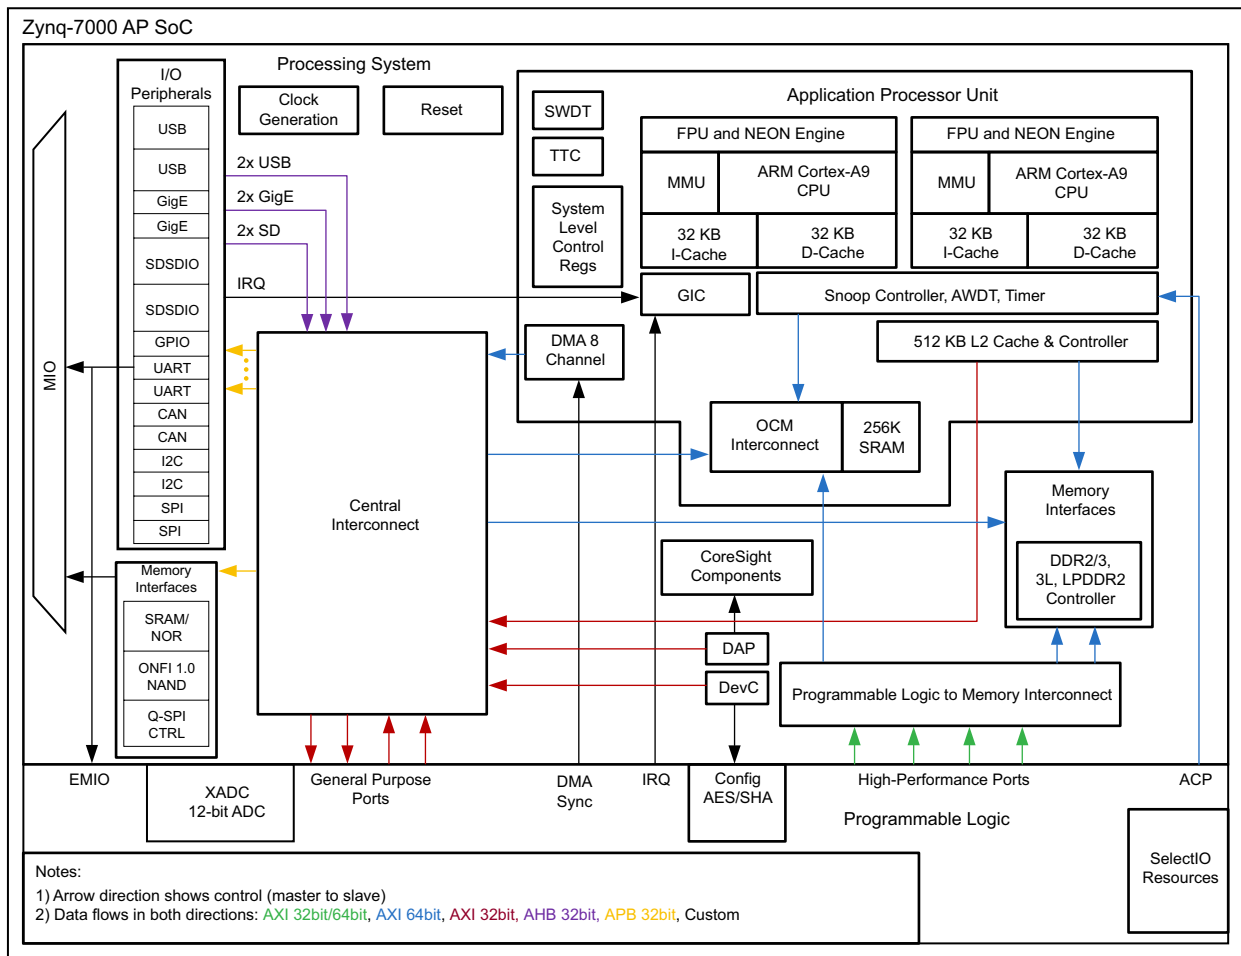 Zynq-7000 AP SoC
Processing System
I/O
Peripherals
USB
USB
GigE
GigE
SDSDIO
SDSDIO
GPIO
UART
UART
CAN
CAN
I2C
I2C
SPI
SPI
MIO
Clock
Generation
Reset
2x USB
2x GigE
2x SD
IRQ
Application Processor Unit
SWDT
TTC
System
Level
Control
Regs
FPU and NEON Engine
MMU
ARM Cortex-A9
CPU
32 KB
I-Cache
32 KB
D-Cache
FPU and NEON Engine
MMU
ARM Cortex-A9
CPU
32 KB
I-Cache
32 KB
D-Cache
GIC
Snoop Controller, AWDT, Timer
DMA 8
Channel
512 KB L2 Cache & Controller
OCM
Interconnect
256K
SRAM
Central
Interconnect
Memory
Interfaces
DDR2/3,
3L, LPDDR2
Controller
CoreSight
Components
DAP
DevC
Programmable Logic to Memory Interconnect
Memory
Interfaces
SRAM/
NOR
ONFI 1.0
NAND
Q-SPI
CTRL
EMIO
XADC
12-bit ADC
General Purpose
Ports
DMA
Sync
IRQ
Config
AES/SHA
High-Performance Ports
ACP
Programmable Logic
SelectIO
Resources
Notes:
1) Arrow direction shows control (master to slave)
2) Data flows in both directions: AXI 32bit/64bit, AXI 64bit, AXI 32bit, AHB 32bit, APB 32bit, Custom